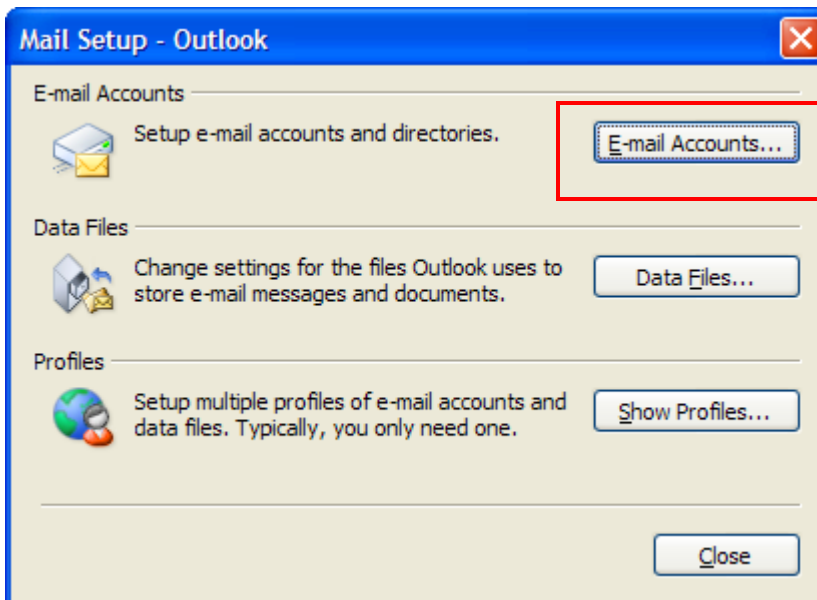 Mail Setup - Outlook
E-mail Accounts
Setup e-mail accounts and directories.
E-mail Accounts...
Data Files
Change settings for the files Outlook uses to
store e-mail messages and documents.
Data Files...
Profiles
Setup multiple profiles of e-mail accounts and
data files. Typically, you only need one.
Show Profiles...
Close